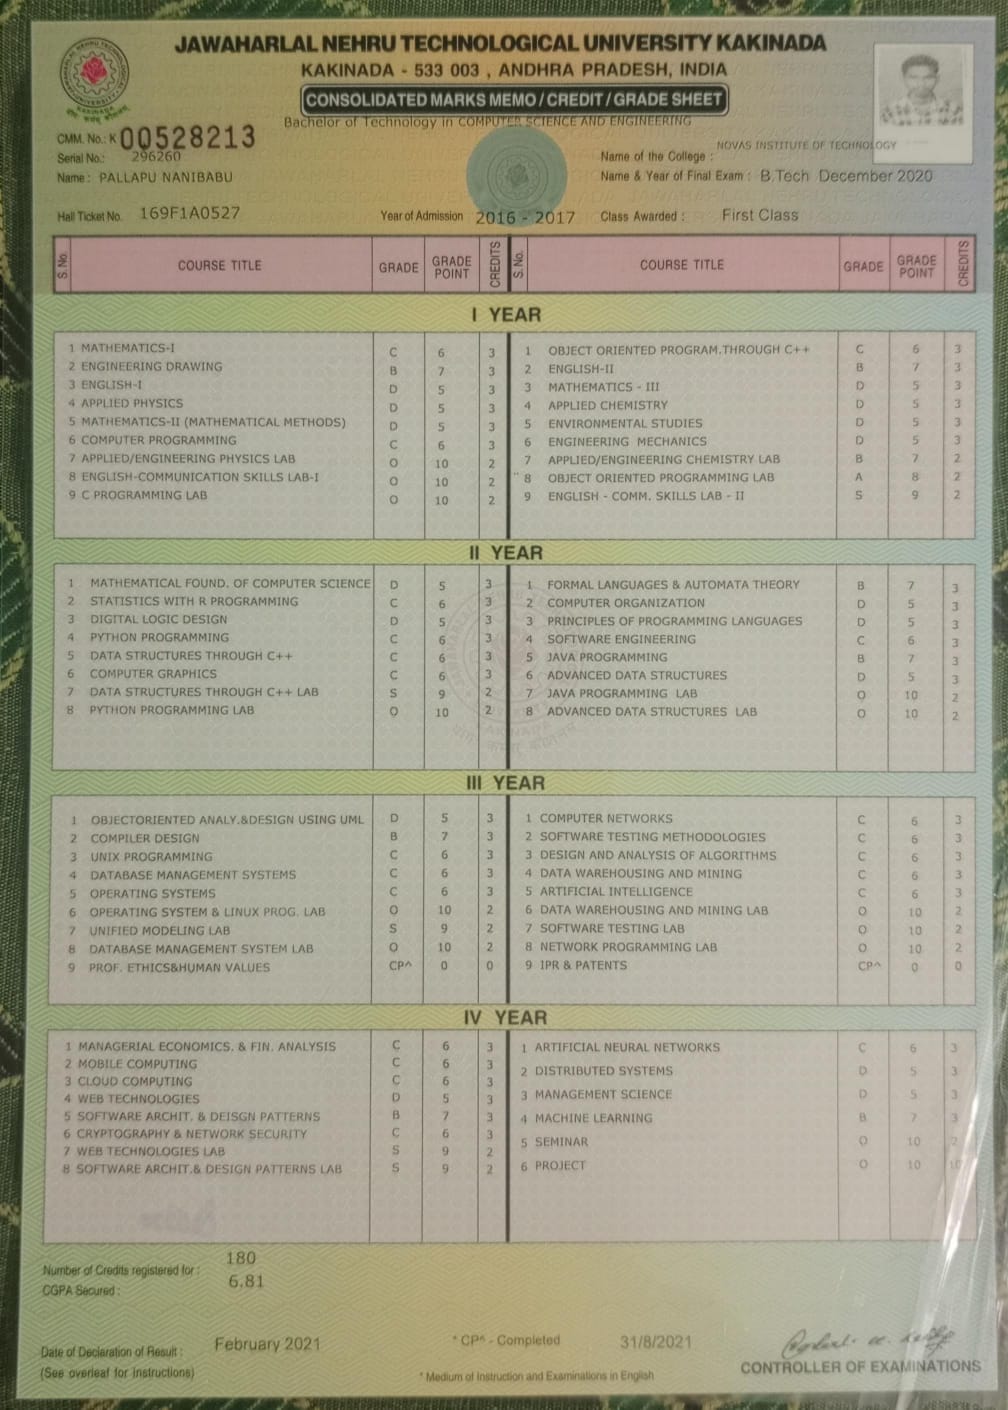 JAWAHARLAL NEHRU TECHNOLOGICAL UNIVERSITY KAKINADA
KAKINADA - 533 003 , ANDHRA PRADESH, INDIA
CONSOLIDATED MARKS MEMO / CREDIT / GRADE SHEET
Bachelor of Technology in COMPUTER SCIENCE AND ENGINEERING
CMM. No.: K 00528213
Serial No.: 296260
Name : PALLAPU NANIBABU
Name of the College : NOVAS INSTITUTE OF TECHNOLOGY
Name & Year of Final Exam : B.Tech December 2020
Hall Ticket No. 169F1A0527 Year of Admission 2016 - 2017 Class Awarded : First Class
S. No. COURSE TITLE GRADE GRADE POINT CREDITS S. No. COURSE TITLE GRADE GRADE POINT CREDITS
I YEAR
1 MATHEMATICS-I C 6 3 1 OBJECT ORIENTED PROGRAM.THROUGH C++ C 6 3
2 ENGINEERING DRAWING B 7 3 2 ENGLISH-II B 7 3
3 ENGLISH-I D 5 3 3 MATHEMATICS - III D 5 3
4 APPLIED PHYSICS D 5 3 4 APPLIED CHEMISTRY D 5 3
5 MATHEMATICS-II (MATHEMATICAL METHODS) D 5 3 5 ENVIRONMENTAL STUDIES D 5 3
6 COMPUTER PROGRAMMING C 6 3 6 ENGINEERING MECHANICS D 5 3
7 APPLIED/ENGINEERING PHYSICS LAB O 10 2 7 APPLIED/ENGINEERING CHEMISTRY LAB B 7 2
8 ENGLISH-COMMUNICATION SKILLS LAB-I O 10 2 8 OBJECT ORIENTED PROGRAMMING LAB A 8 2
9 C PROGRAMMING LAB O 10 2 9 ENGLISH - COMM. SKILLS LAB - II S 9 2
II YEAR
1 MATHEMATICAL FOUND. OF COMPUTER SCIENCE D 5 3 1 FORMAL LANGUAGES & AUTOMATA THEORY B 7 3
2 STATISTICS WITH R PROGRAMMING C 6 3 2 COMPUTER ORGANIZATION D 5 3
3 DIGITAL LOGIC DESIGN D 5 3 3 PRINCIPLES OF PROGRAMMING LANGUAGES D 5 3
4 PYTHON PROGRAMMING C 6 3 4 SOFTWARE ENGINEERING C 6 3
5 DATA STRUCTURES THROUGH C++ C 6 3 5 JAVA PROGRAMMING B 7 3
6 COMPUTER GRAPHICS C 6 3 6 ADVANCED DATA STRUCTURES D 5 3
7 DATA STRUCTURES THROUGH C++ LAB S 9 2 7 JAVA PROGRAMMING LAB O 10 2
8 PYTHON PROGRAMMING LAB O 10 2 8 ADVANCED DATA STRUCTURES LAB O 10 2
III YEAR
1 OBJECTORIENTED ANALY.&DESIGN USING UML D 5 3 1 COMPUTER NETWORKS C 6 3
2 COMPILER DESIGN B 7 3 2 SOFTWARE TESTING METHODOLOGIES C 6 3
3 UNIX PROGRAMMING C 6 3 3 DESIGN AND ANALYSIS OF ALGORITHMS C 6 3
4 DATABASE MANAGEMENT SYSTEMS C 6 3 4 DATA WAREHOUSING AND MINING C 6 3
5 OPERATING SYSTEMS C 6 3 5 ARTIFICIAL INTELLIGENCE C 6 3
6 OPERATING SYSTEM & LINUX PROG. LAB O 10 2 6 DATA WAREHOUSING AND MINING LAB O 10 2
7 UNIFIED MODELING LAB S 9 2 7 SOFTWARE TESTING LAB O 10 2
8 DATABASE MANAGEMENT SYSTEM LAB O 10 2 8 NETWORK PROGRAMMING LAB O 10 2
9 PROF. ETHICS&HUMAN VALUES CP^ 0 0 9 IPR & PATENTS CP^ 0 0
IV YEAR
1 MANAGERIAL ECONOMICS. & FIN. ANALYSIS C 6 3 1 ARTIFICIAL NEURAL NETWORKS C 6 3
2 MOBILE COMPUTING C 6 3 2 DISTRIBUTED SYSTEMS D 5 3
3 CLOUD COMPUTING C 6 3 3 MANAGEMENT SCIENCE D 5 3
4 WEB TECHNOLOGIES D 5 3 4 MACHINE LEARNING B 7 3
5 SOFTWARE ARCHIT. & DEISGN PATTERNS B 7 3 5 SEMINAR O 10 2
6 CRYPTOGRAPHY & NETWORK SECURITY C 6 3 6 PROJECT O 10 10
7 WEB TECHNOLOGIES LAB S 9 2
8 SOFTWARE ARCHIT.& DESIGN PATTERNS LAB S 9 2
Number of Credits registered for : 180
CGPA Secured : 6.81
Date of Declaration of Result : February 2021 * CP^ - Completed 31/8/2021
(See overleaf for Instructions) * Medium of Instruction and Examinations in English CONTROLLER OF EXAMINATIONS